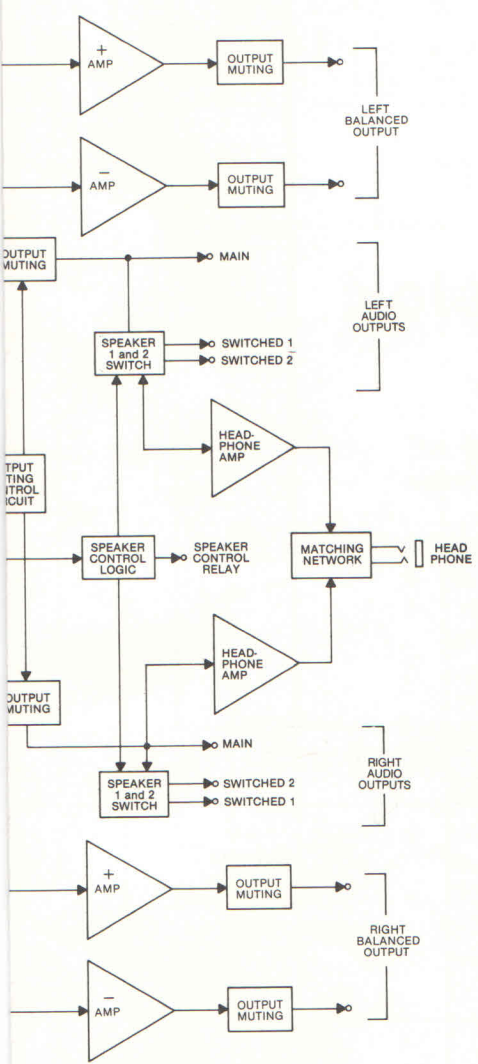 +
AMP
OUTPUT
MUTING
LEFT
BALANCED
OUTPUT
−
AMP
OUTPUT
MUTING
OUTPUT
MUTING
MAIN
LEFT
AUDIO
OUTPUTS
SPEAKER
1 and 2
SWITCH
SWITCHED 1
SWITCHED 2
HEAD-
PHONE
AMP
TPUT
TING
NTROL
RCUIT
SPEAKER
CONTROL
LOGIC
SPEAKER
CONTROL
RELAY
MATCHING
NETWORK
HEAD
PHONE
HEAD-
PHONE
AMP
OUTPUT
MUTING
MAIN
RIGHT
AUDIO
OUTPUTS
SPEAKER
1 and 2
SWITCH
SWITCHED 2
SWITCHED 1
+
AMP
OUTPUT
MUTING
RIGHT
BALANCED
OUTPUT
−
AMP
OUTPUT
MUTING